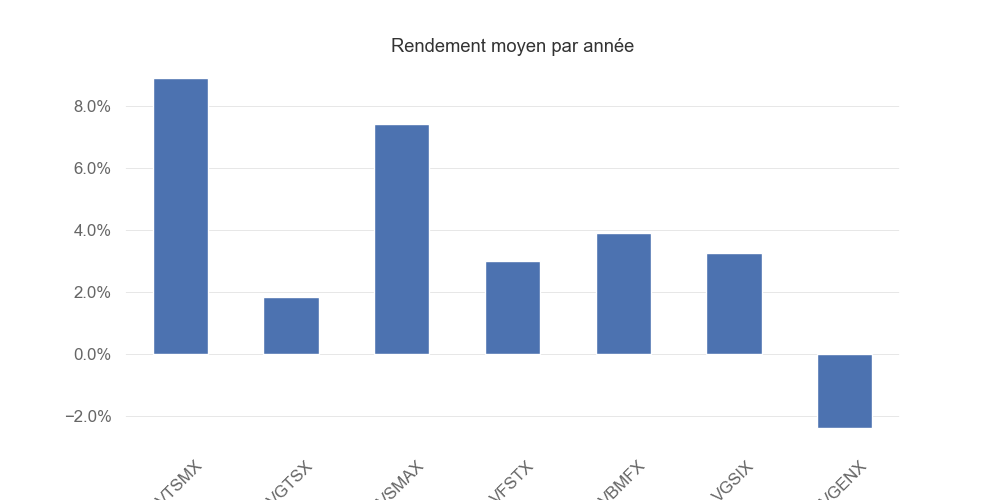 Rendement moyen par année
8.0%
6.0%
4.0%
2.0%
0.0%
−2.0%
VTSMX
VGTSX
VSMAX
VFSTX
VBMFX
VGSIX
VGENX